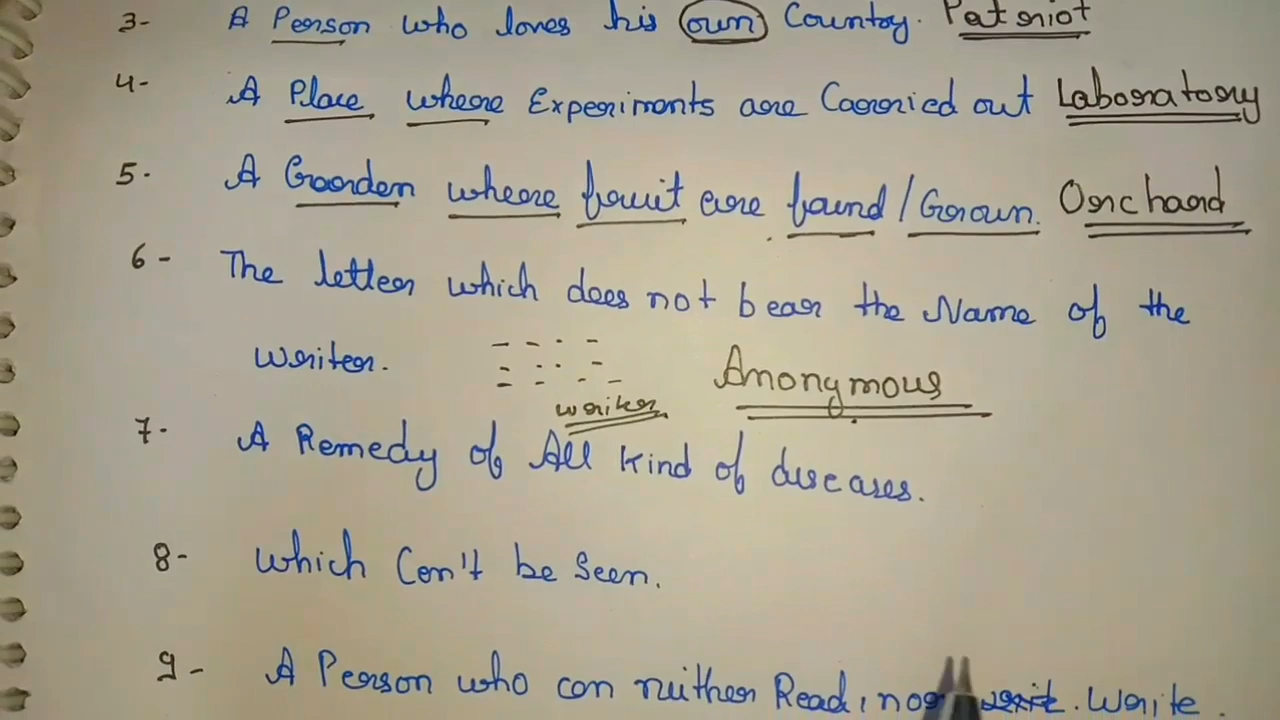 3- A Person who loves his own Country. Patriot
4- A Place where Experiments are Carried out Laboratory
5. A Garden where fruit are found / Grown. Orchard
6- The letter which does not bear the Name of the
writer. Anonymous
writer
7- A Remedy of All kind of diseases.
8- which Can't be seen.
9- A Person who can neither Read, nor write. Write.